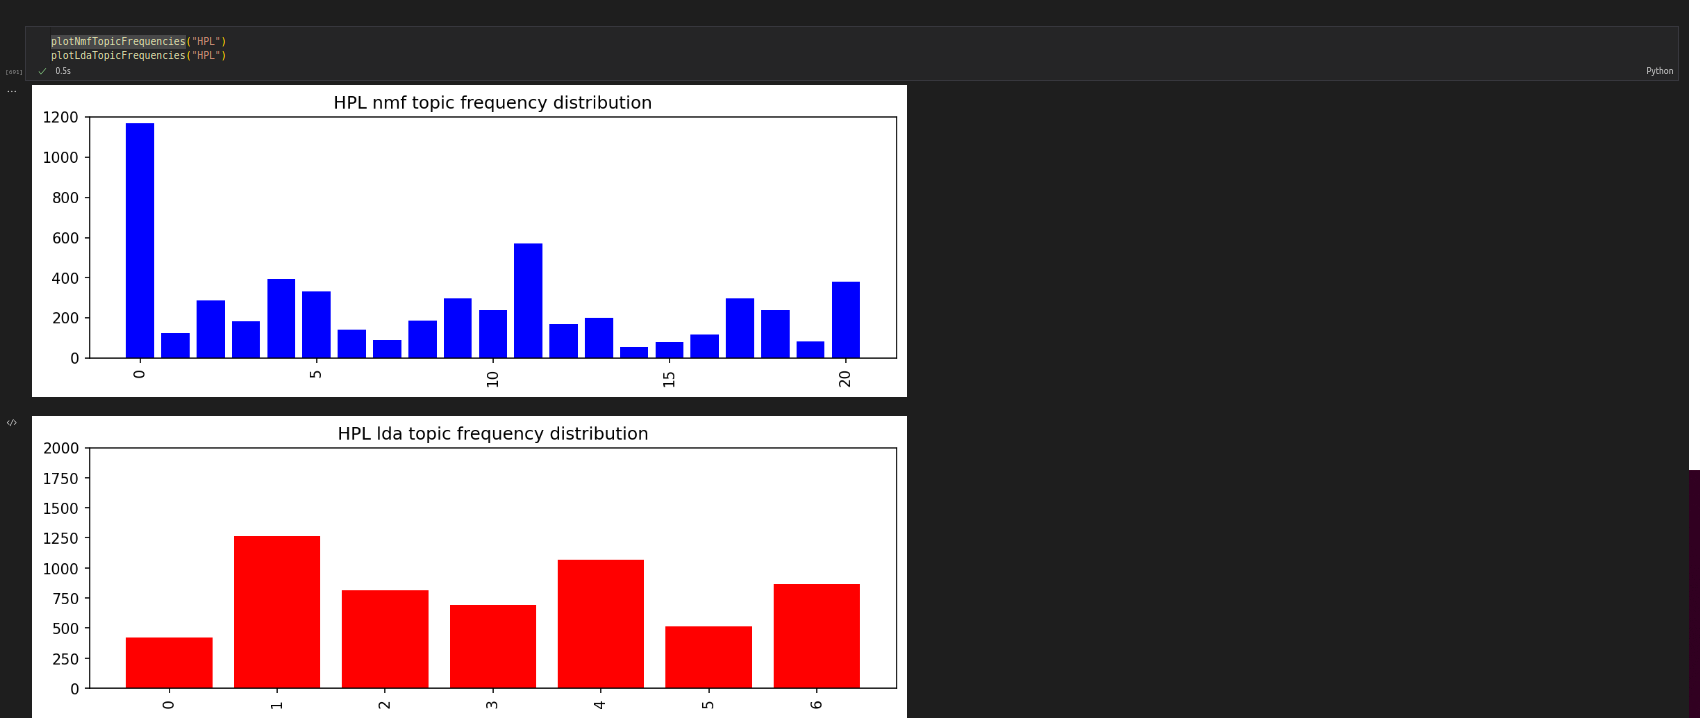 plotNmfTopicFrequencies("HPL")
plotLdaTopicFrequencies("HPL")
[691]
0.5s
Python
...
HPL nmf topic frequency distribution
1200
1000
800
600
400
200
0
0 5 10 15 20
HPL lda topic frequency distribution
2000
1750
1500
1250
1000
750
500
250
0
0 1 2 3 4 5 6